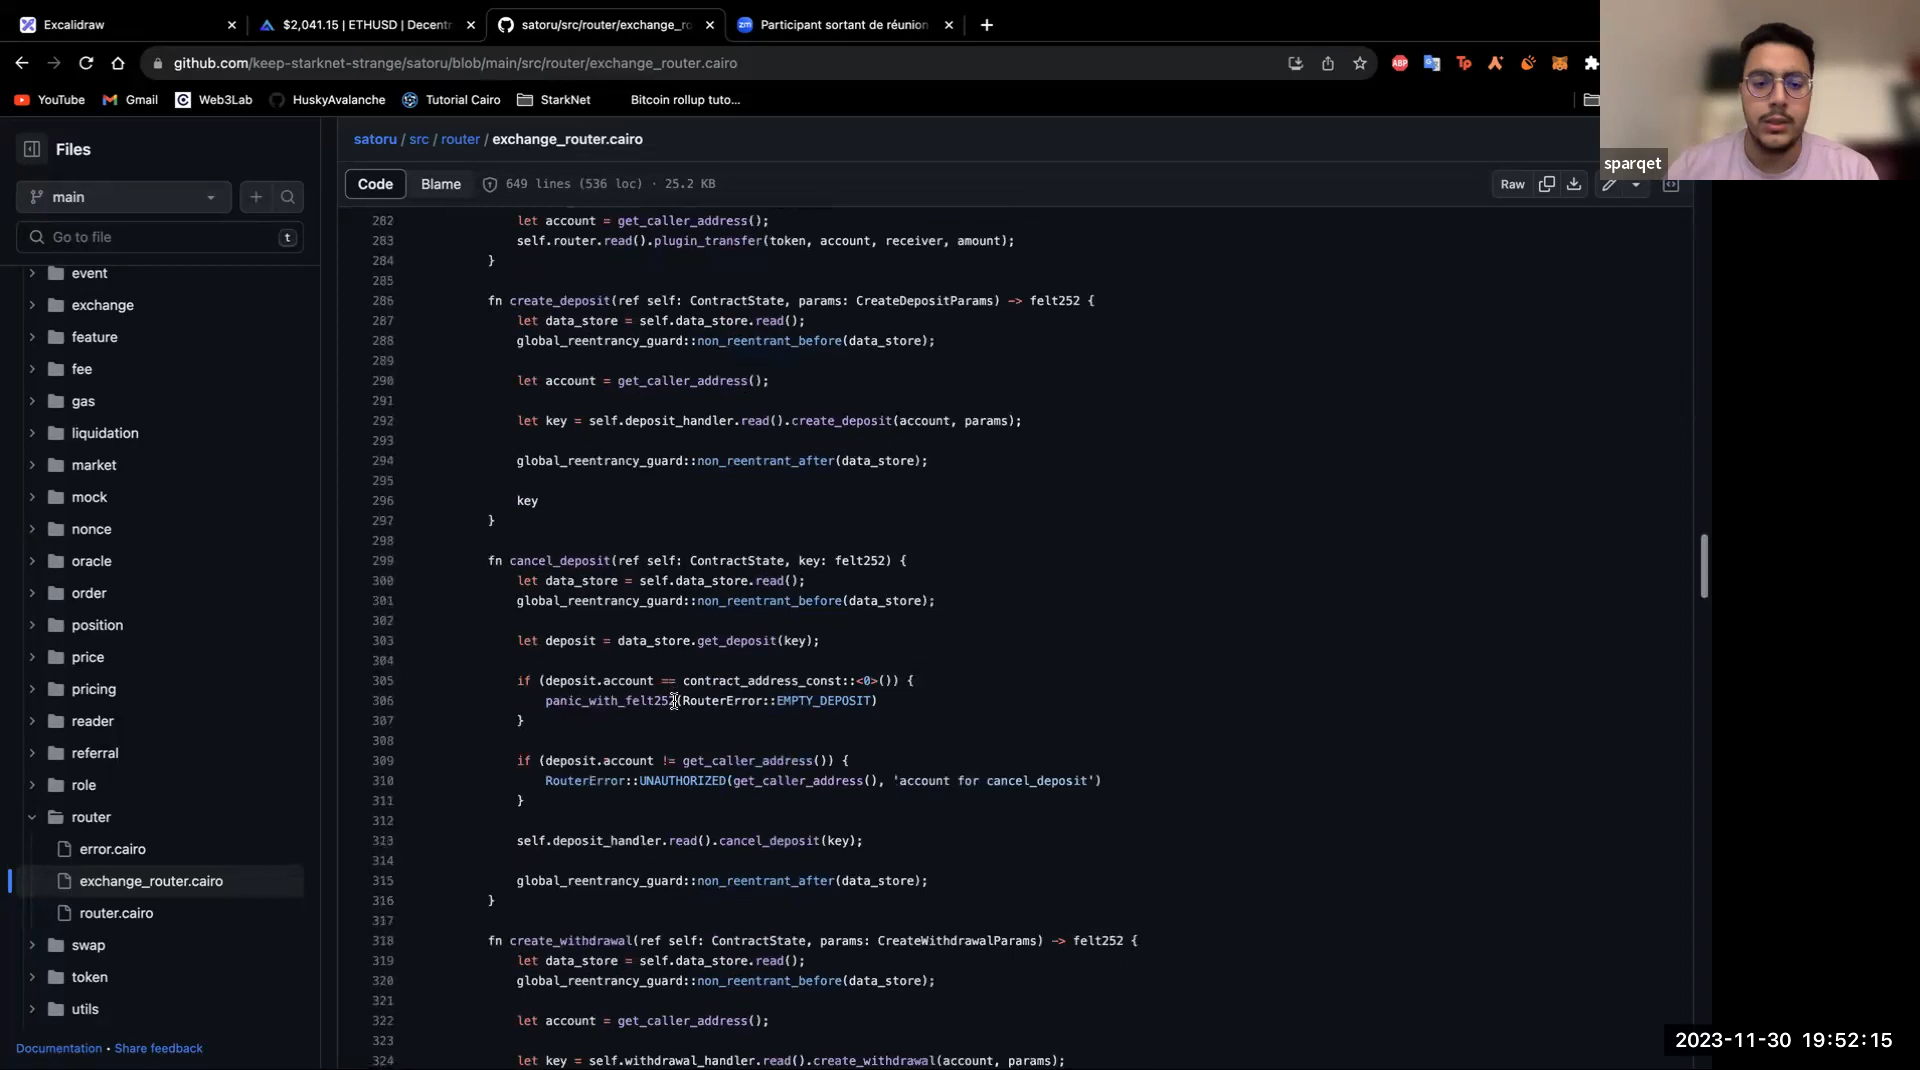 Excalidraw
$2,041.15 | ETHUSD | Decentr
satoru/src/router/exchange_ro
Participant sortant de réunion
github.com/keep-starknet-strange/satoru/blob/main/src/router/exchange_router.cairo
YouTube Gmail Web3Lab HuskyAvalanche Tutorial Cairo StarkNet Bitcoin rollup tuto...
Files
main
Go to file t
event
exchange
feature
fee
gas
liquidation
market
mock
nonce
oracle
order
position
price
pricing
reader
referral
role
router
error.cairo
exchange_router.cairo
router.cairo
swap
token
utils
Documentation • Share feedback
satoru / src / router / exchange_router.cairo
Code Blame 649 lines (536 loc) · 25.2 KB Raw
282 let account = get_caller_address();
283 self.router.read().plugin_transfer(token, account, receiver, amount);
284 }
285
286 fn create_deposit(ref self: ContractState, params: CreateDepositParams) -> felt252 {
287 let data_store = self.data_store.read();
288 global_reentrancy_guard::non_reentrant_before(data_store);
289
290 let account = get_caller_address();
291
292 let key = self.deposit_handler.read().create_deposit(account, params);
293
294 global_reentrancy_guard::non_reentrant_after(data_store);
295
296 key
297 }
298
299 fn cancel_deposit(ref self: ContractState, key: felt252) {
300 let data_store = self.data_store.read();
301 global_reentrancy_guard::non_reentrant_before(data_store);
302
303 let deposit = data_store.get_deposit(key);
304
305 if (deposit.account == contract_address_const::<0>()) {
306 panic_with_felt252(RouterError::EMPTY_DEPOSIT)
307 }
308
309 if (deposit.account != get_caller_address()) {
310 RouterError::UNAUTHORIZED(get_caller_address(), 'account for cancel_deposit')
311 }
312
313 self.deposit_handler.read().cancel_deposit(key);
314
315 global_reentrancy_guard::non_reentrant_after(data_store);
316 }
317
318 fn create_withdrawal(ref self: ContractState, params: CreateWithdrawalParams) -> felt252 {
319 let data_store = self.data_store.read();
320 global_reentrancy_guard::non_reentrant_before(data_store);
321
322 let account = get_caller_address();
323
324 let key = self.withdrawal_handler.read().create_withdrawal(account, params);
sparqet
2023-11-30 19:52:15